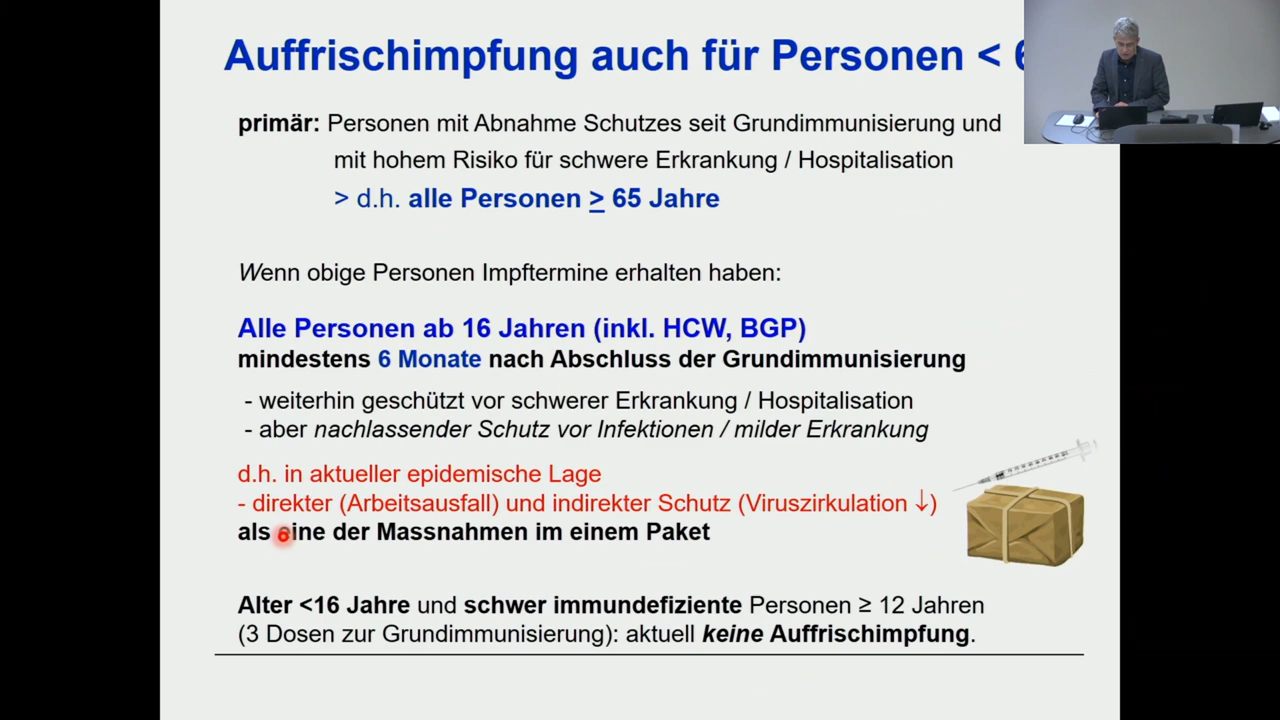 Auffrischimpfung auch für Personen < 6
primär: Personen mit Abnahme Schutzes seit Grundimmunisierung und
mit hohem Risiko für schwere Erkrankung / Hospitalisation
> d.h. alle Personen ≥ 65 Jahre
Wenn obige Personen Impftermine erhalten haben:
Alle Personen ab 16 Jahren (inkl. HCW, BGP)
mindestens 6 Monate nach Abschluss der Grundimmunisierung
- weiterhin geschützt vor schwerer Erkrankung / Hospitalisation
- aber nachlassender Schutz vor Infektionen / milder Erkrankung
d.h. in aktueller epidemische Lage
- direkter (Arbeitsausfall) und indirekter Schutz (Viruszirkulation ↓)
als eine der Massnahmen im einem Paket
Alter <16 Jahre und schwer immundefiziente Personen ≥ 12 Jahren
(3 Dosen zur Grundimmunisierung): aktuell keine Auffrischimpfung.